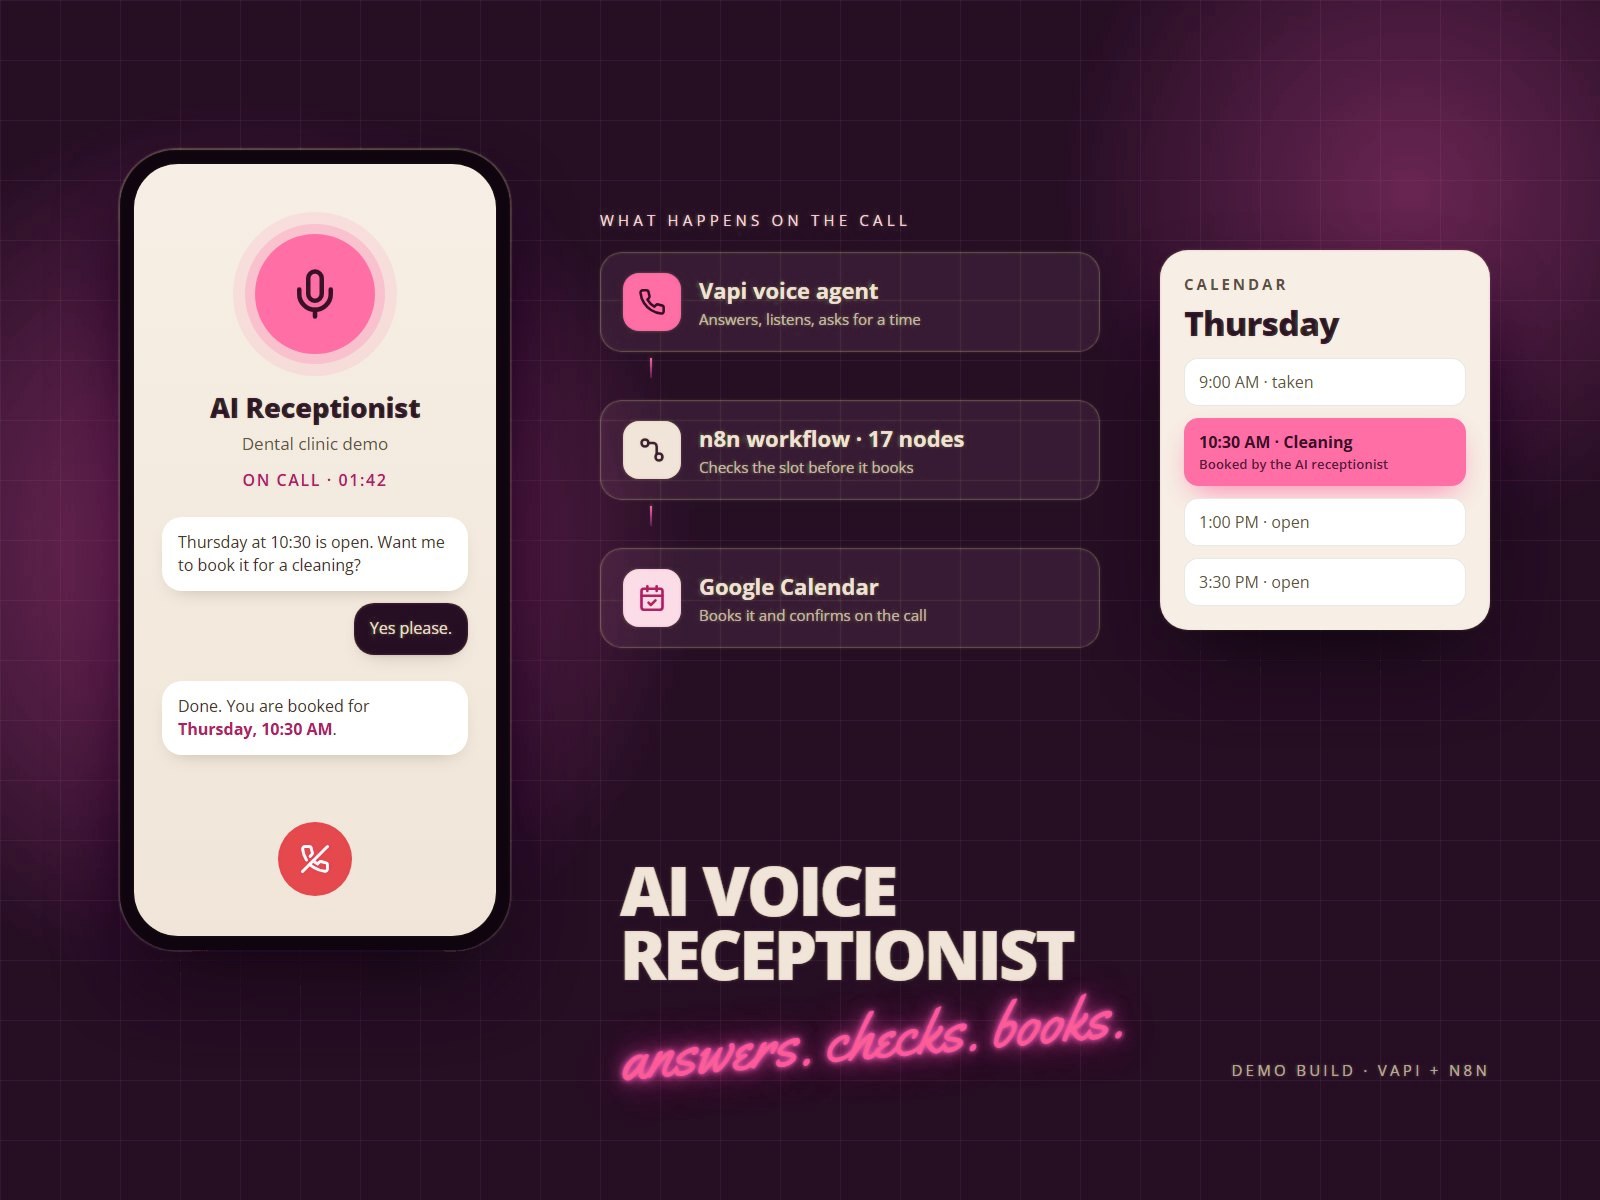 AI Receptionist
Dental clinic demo
ON CALL · 01:42
Thursday at 10:30 is open. Want me
to book it for a cleaning?
Yes please.
Done. You are booked for
Thursday, 10:30 AM.
WHAT HAPPENS ON THE CALL
Vapi voice agent
Answers, listens, asks for a time
n8n workflow · 17 nodes
Checks the slot before it books
Google Calendar
Books it and confirms on the call
CALENDAR
Thursday
9:00 AM · taken
10:30 AM · Cleaning
Booked by the AI receptionist
1:00 PM · open
3:30 PM · open
AI VOICE
RECEPTIONIST
answers. checks. books.
DEMO BUILD · VAPI + N8N